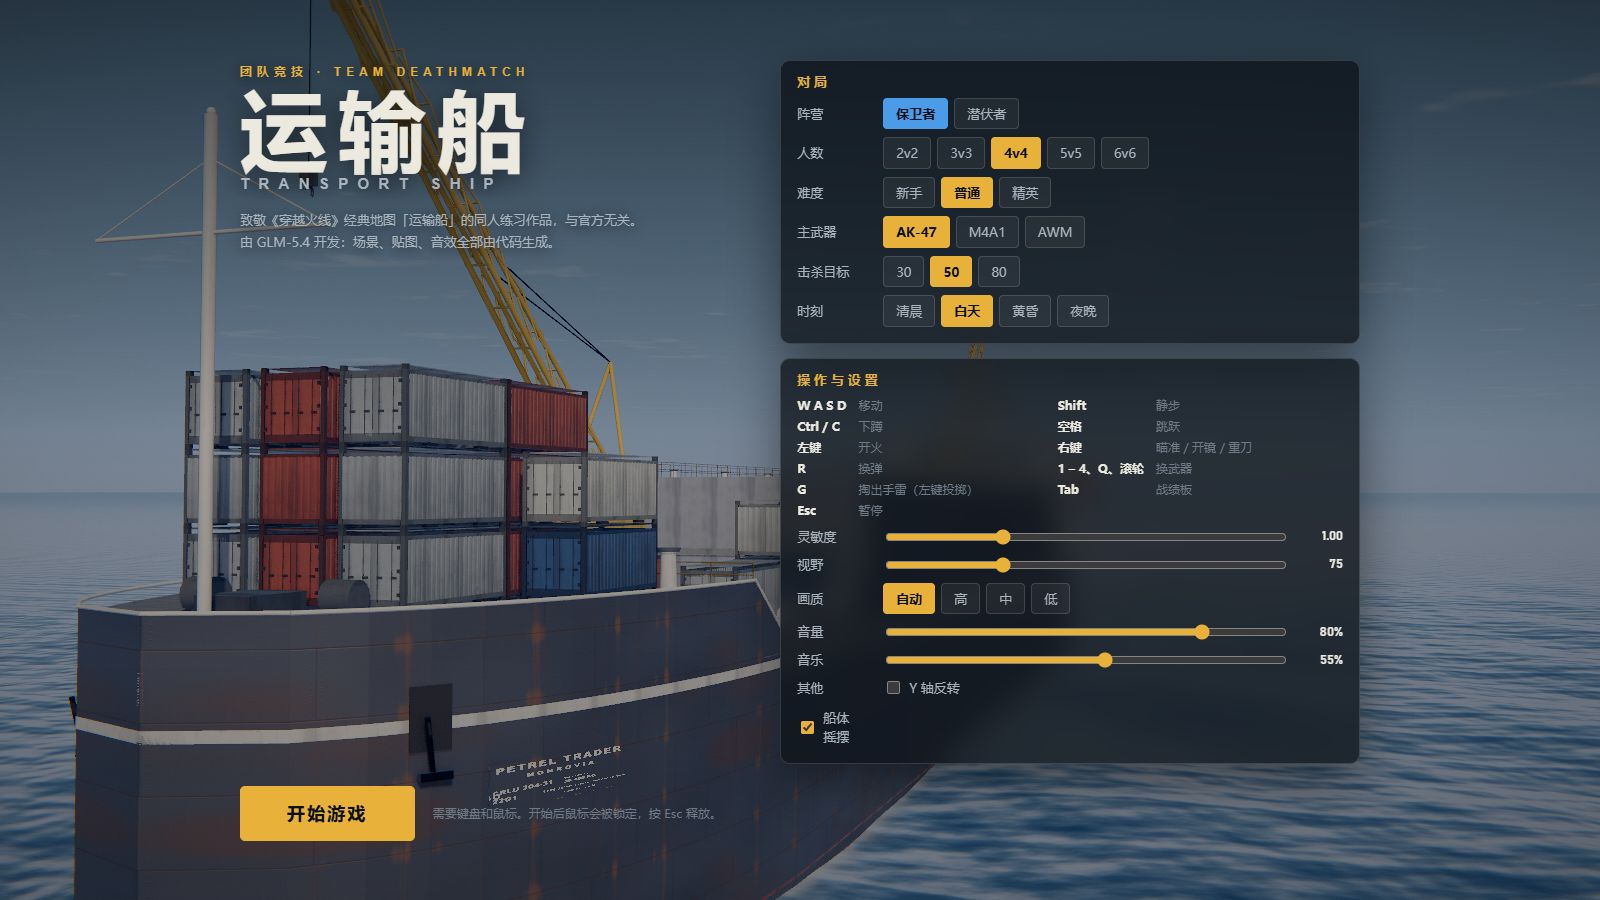 团队竞技 · TEAM DEATHMATCH
运输船
TRANSPORT SHIP
致敬《穿越火线》经典地图「运输船」的同人练习作品，与官方无关。
由 GLM-5.4 开发：场景、贴图、音效全部由代码生成。
对局
阵营 保卫者 潜伏者
人数 2v2 3v3 4v4 5v5 6v6
难度 新手 普通 精英
主武器 AK-47 M4A1 AWM
击杀目标 30 50 80
时刻 清晨 白天 黄昏 夜晚
操作与设置
W A S D 移动 Shift 静步
Ctrl / C 下蹲 空格 跳跃
左键 开火 右键 瞄准 / 开镜 / 重刀
R 换弹 1 – 4、Q、滚轮 换武器
G 掏出手雷（左键投掷） Tab 战绩板
Esc 暂停
灵敏度 1.00
视野 75
画质 自动 高 中 低
音量 80%
音乐 55%
其他 Y 轴反转
船体
摇摆
PETREL TRADER
MONROVIA
开始游戏 需要键盘和鼠标。开始后鼠标会被锁定，按 Esc 释放。